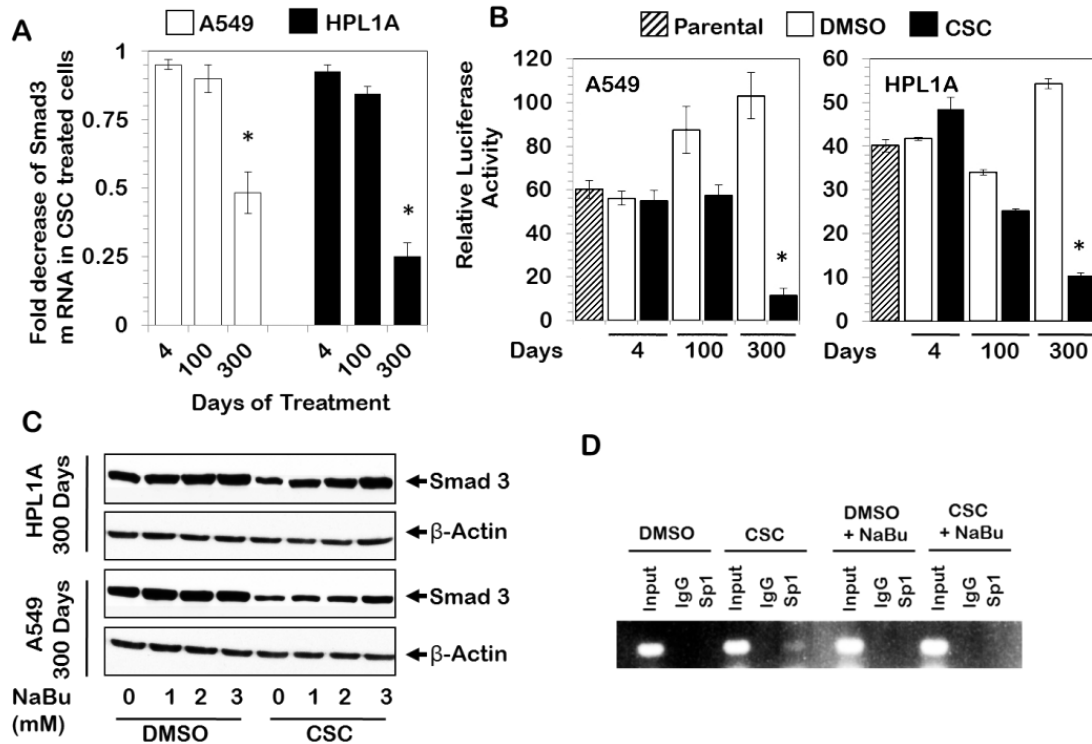 A
A549
HPL1A
Fold decrease of Smad3
m RNA in CSC treated cells
1
0.75
0.5
0.25
0
*
*
4
100
300
4
100
300
Days of Treatment
B
Parental
DMSO
CSC
Relative Luciferase
Activity
A549
120
100
80
60
40
20
0
*
Days
4
100
300
HPL1A
60
50
40
30
20
10
0
*
Days
4
100
300
C
HPL1A
300 Days
Smad 3
β-Actin
A549
300 Days
Smad 3
β-Actin
NaBu
(mM)
0 1 2 3 0 1 2 3
DMSO CSC
D
DMSO
CSC
DMSO
+ NaBu
CSC
+ NaBu
Input
IgG
Sp1
Input
IgG
Sp1
Input
IgG
Sp1
Input
IgG
Sp1